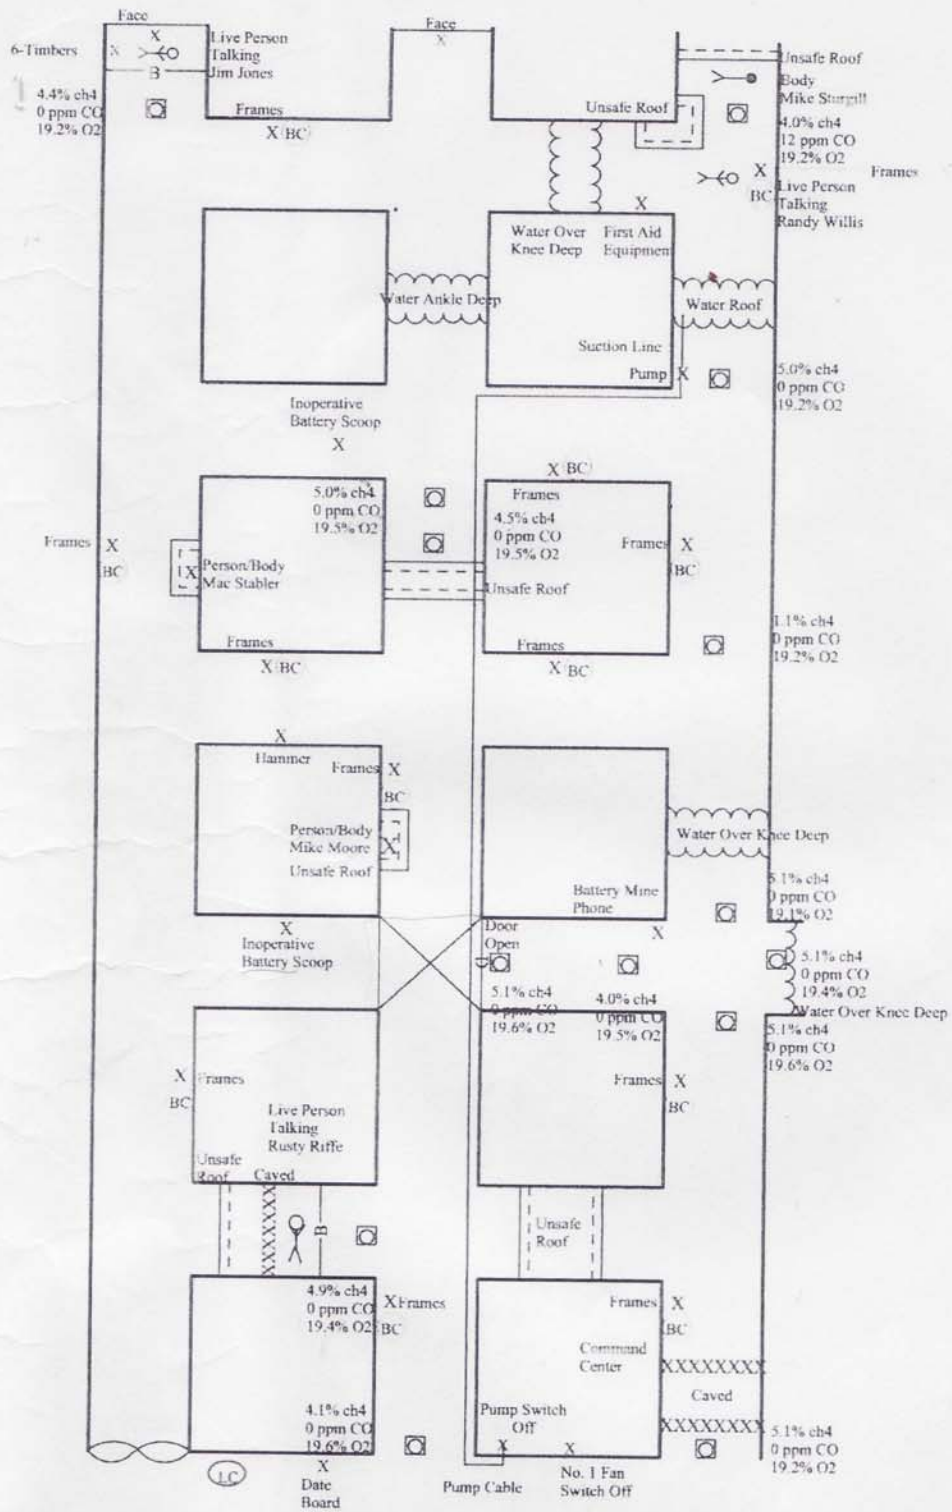 Face
Face
6-Timbers
X
X
Live Person
Talking
Jim Jones
B
X
Unsafe Roof
Body
Mike Sturgill
4.4% ch4
0 ppm CO
19.2% O2
Frames
X (BC)
Unsafe Roof
4.0% ch4
12 ppm CO
19.2% O2
X
BC
Frames
Live Person
Talking
Randy Willis
X
Water Over
Knee Deep
First Aid
Equipment
Water Ankle Deep
Water Roof
Suction Line
Pump X
5.0% ch4
0 ppm CO
19.2% O2
Inoperative
Battery Scoop
X
X (BC)
Frames
5.0% ch4
0 ppm CO
19.5% O2
4.5% ch4
0 ppm CO
19.5% O2
Frames X
BC
Frames X
BC
X
Person/Body
Mac Stabler
Unsafe Roof
Frames
X (BC)
Frames
X (BC)
1.1% ch4
0 ppm CO
19.2% O2
X
Hammer
Frames X
BC
Person/Body
Mike Moore
X
Unsafe Roof
Water Over Knee Deep
Battery Mine
Phone
X
5.1% ch4
0 ppm CO
19.1% O2
X
Inoperative
Battery Scoop
Door
Open
D
5.1% ch4
0 ppm CO
19.6% O2
4.0% ch4
0 ppm CO
19.5% O2
5.1% ch4
0 ppm CO
19.4% O2
Water Over Knee Deep
5.1% ch4
0 ppm CO
19.6% O2
X Frames
BC
Frames X
BC
Live Person
Talking
Rusty Riffe
Unsafe
Roof
Caved
XXXXXXXX
B
Unsafe
Roof
4.9% ch4
0 ppm CO
19.4% O2
X Frames
BC
Frames X
BC
Command
Center
XXXXXXXX
Caved
XXXXXXXX
4.1% ch4
0 ppm CO
19.6% O2
Pump Switch
Off
X
X
5.1% ch4
0 ppm CO
19.2% O2
LC
X
Date
Board
Pump Cable
No. 1 Fan
Switch Off